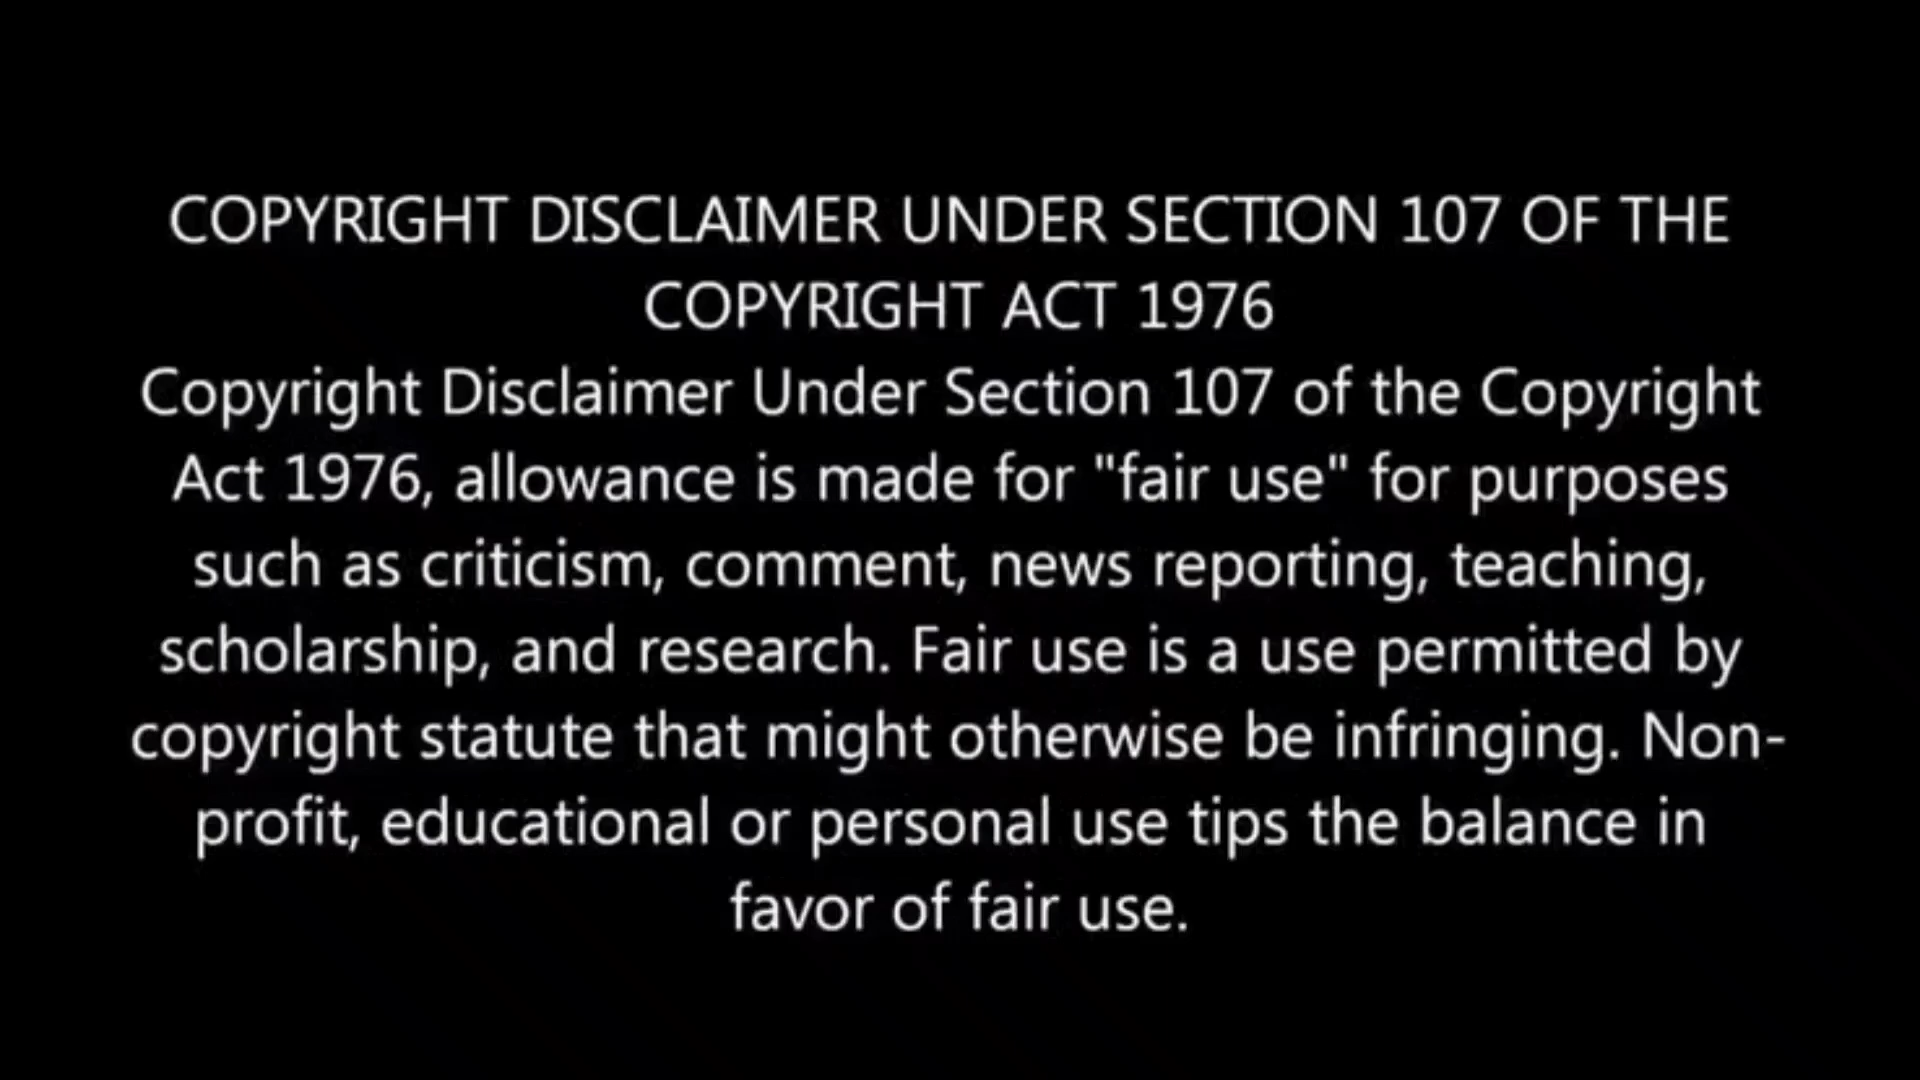 COPYRIGHT DISCLAIMER UNDER SECTION 107 OF THE
COPYRIGHT ACT 1976
Copyright Disclaimer Under Section 107 of the Copyright
Act 1976, allowance is made for "fair use" for purposes
such as criticism, comment, news reporting, teaching,
scholarship, and research. Fair use is a use permitted by
copyright statute that might otherwise be infringing. Non-
profit, educational or personal use tips the balance in
favor of fair use.